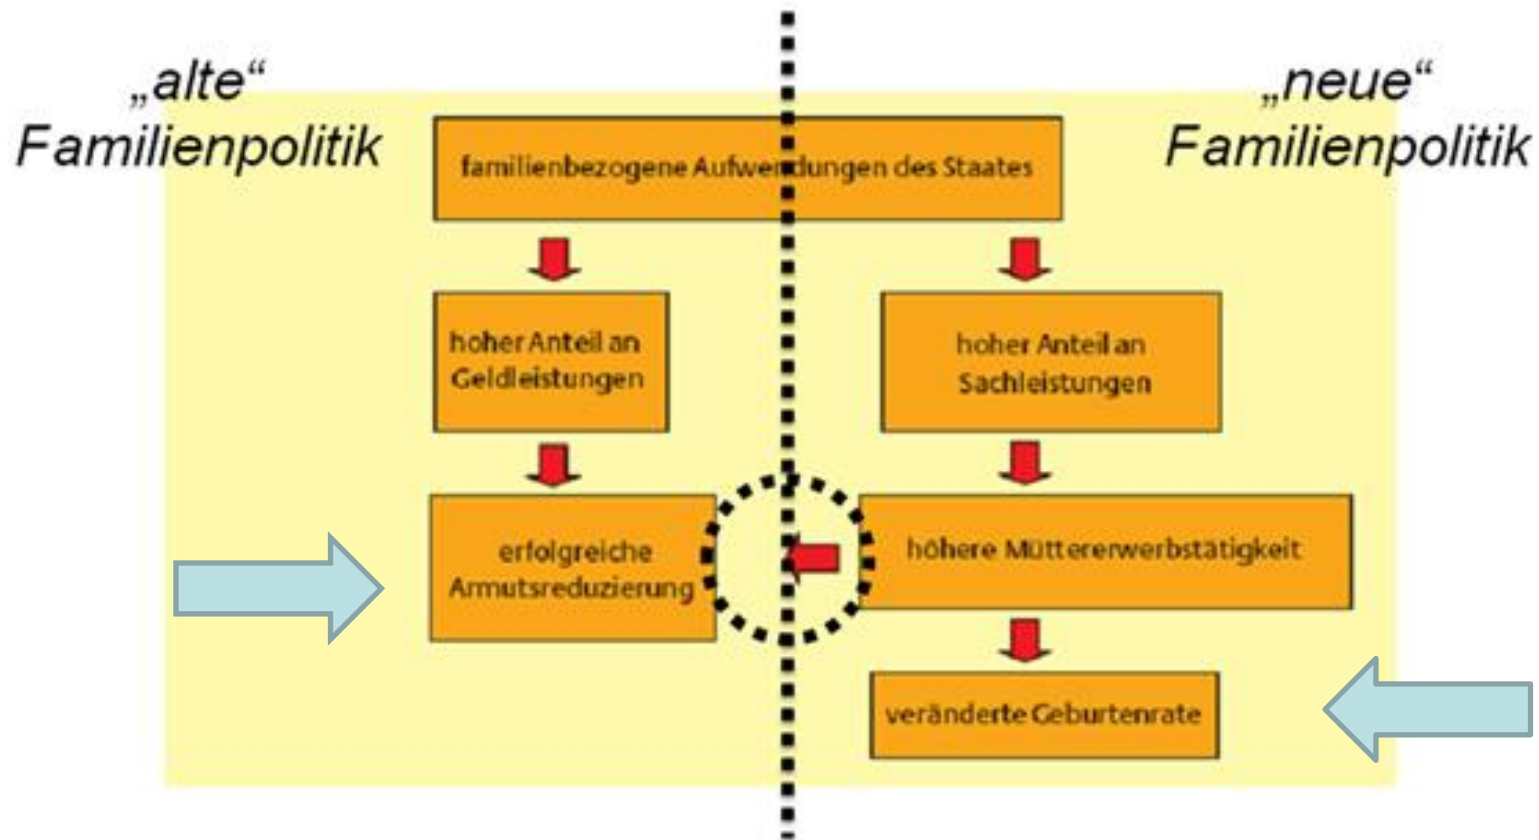 „alte“
Familienpolitik
„neue“
Familienpolitik
familienbezogene Aufwendungen des Staates
hoher Anteil an
Geldleistungen
hoher Anteil an
Sachleistungen
erfolgreiche
Armutsreduzierung
höhere Müttererwerbstätigkeit
veränderte Geburtenrate